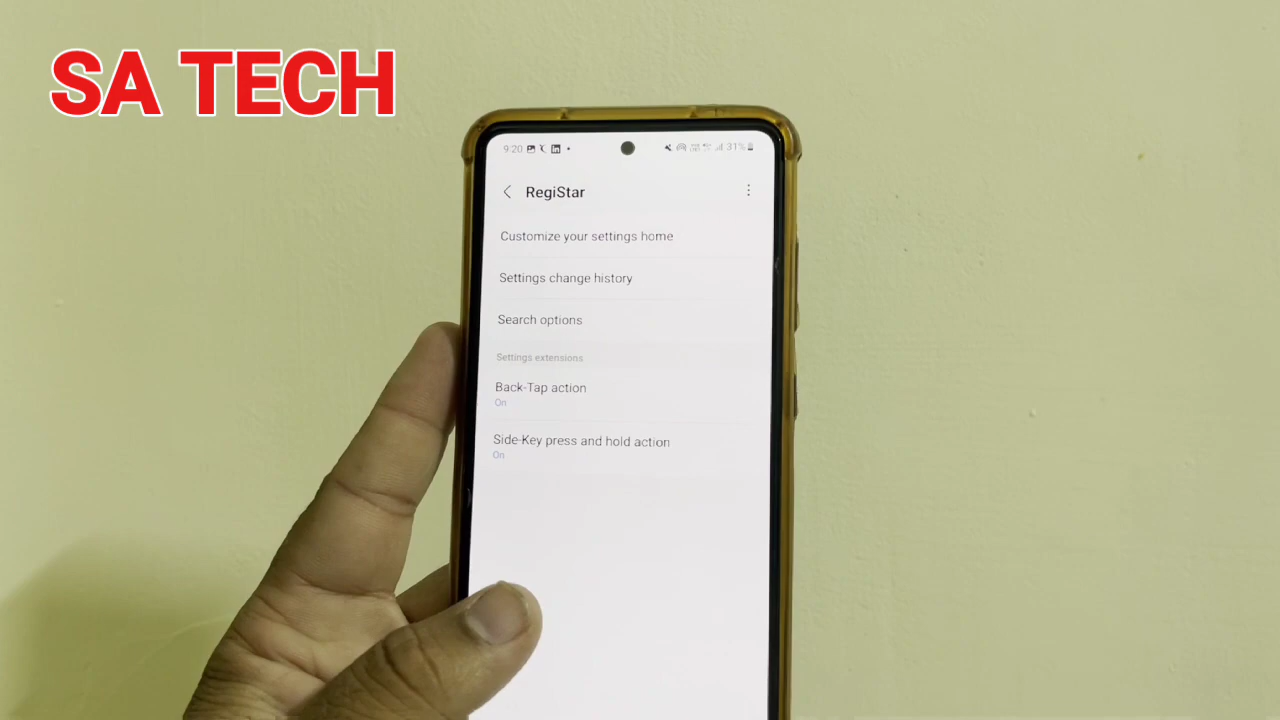 SA TECH
9:20
31%
RegiStar
Customize your settings home
Settings change history
Search options
Settings extensions
Back-Tap action
On
Side-Key press and hold action
On